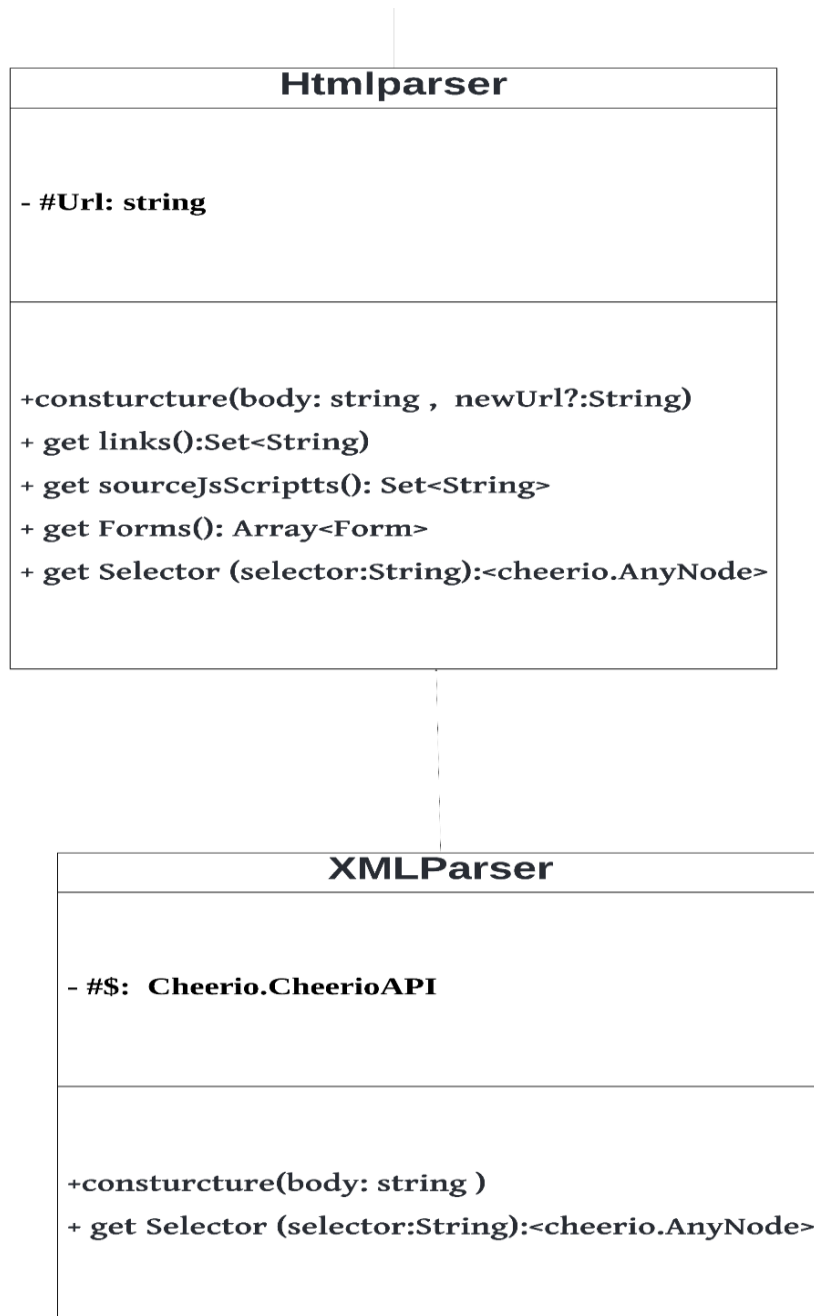 Htmlparser
- #Url: string
+consturcture(body: string ,  newUrl?:String)
+ get links():Set<String)
+ get sourceJsScriptts(): Set<String>
+ get Forms(): Array<Form>
+ get Selector (selector:String):<cheerio.AnyNode>
XMLParser
- #$:  Cheerio.CheerioAPI
+consturcture(body: string )
+ get Selector (selector:String):<cheerio.AnyNode>